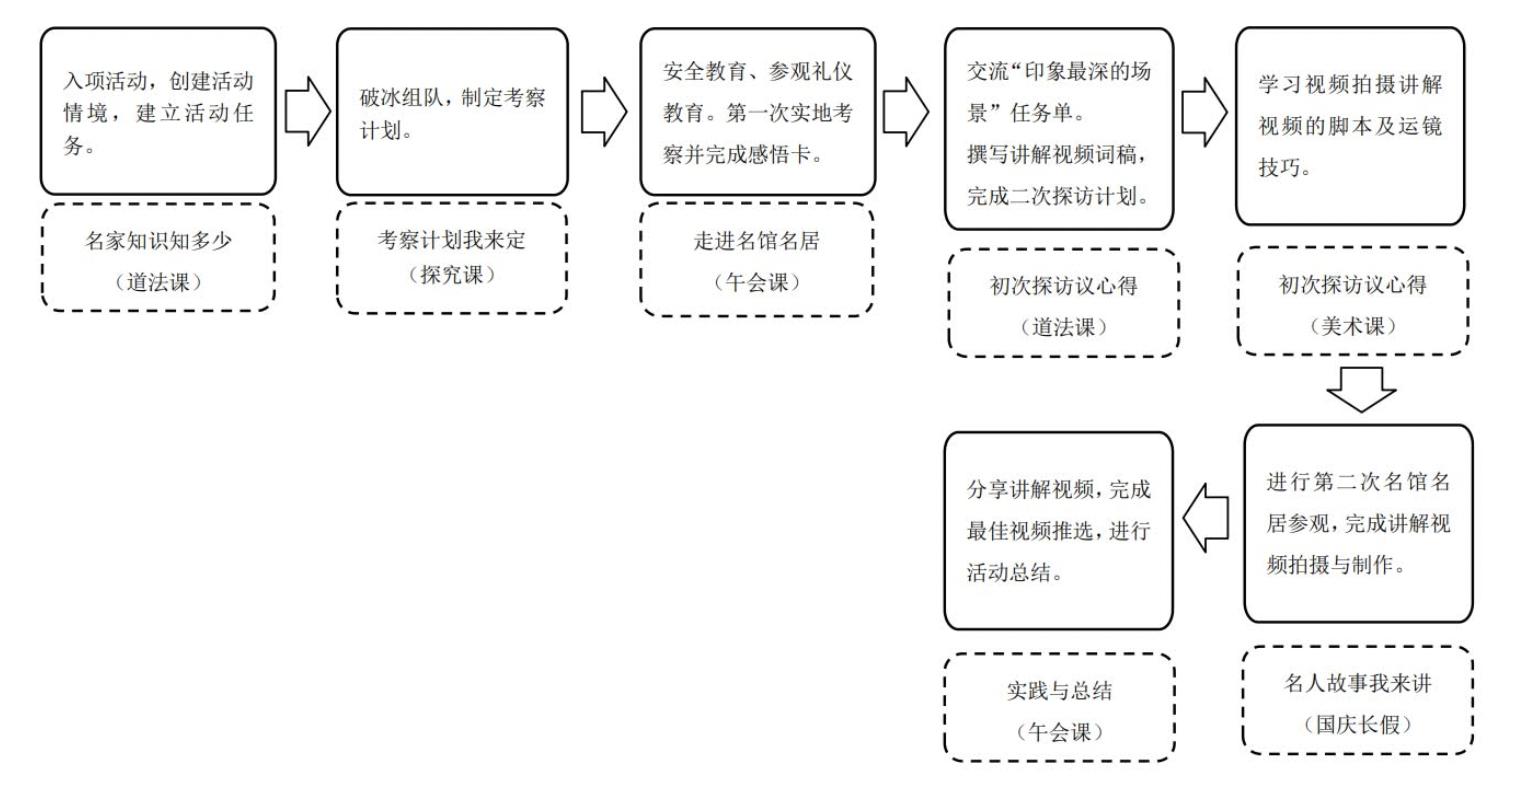 入项活动，创建活动
情境，建立活动任
务。
名家知识知多少
（道法课）
破冰组队，制定考察
计划。
考察计划我来定
（探究课）
安全教育、参观礼仪
教育。第一次实地考
察并完成感悟卡。
走进名馆名居
（午会课）
交流“印象最深的场
景”任务单。
撰写讲解视频词稿，
完成二次探访计划。
初次探访议心得
（道法课）
学习视频拍摄讲解
视频的脚本及运镜
技巧。
初次探访议心得
（美术课）
进行第二次名馆名
居参观，完成讲解视
频拍摄与制作。
名人故事我来讲
（国庆长假）
分享讲解视频，完成
最佳视频推选，进行
活动总结。
实践与总结
（午会课）